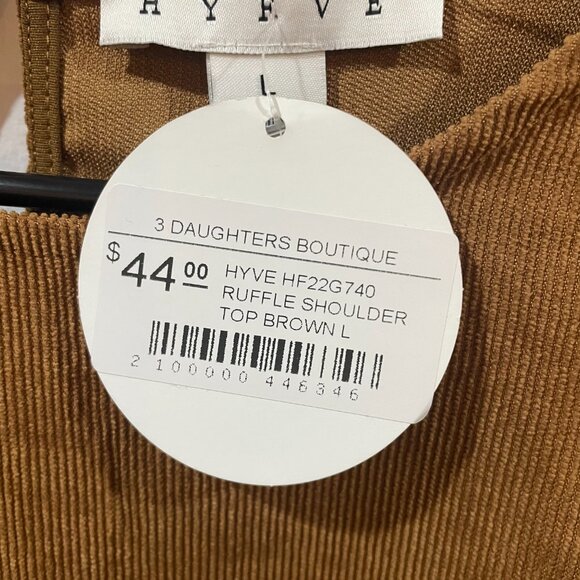 HYFVE
L
3 DAUGHTERS BOUTIQUE
$44.00
HYVE HF22G740
RUFFLE SHOULDER
TOP BROWN L
2 100000 446346